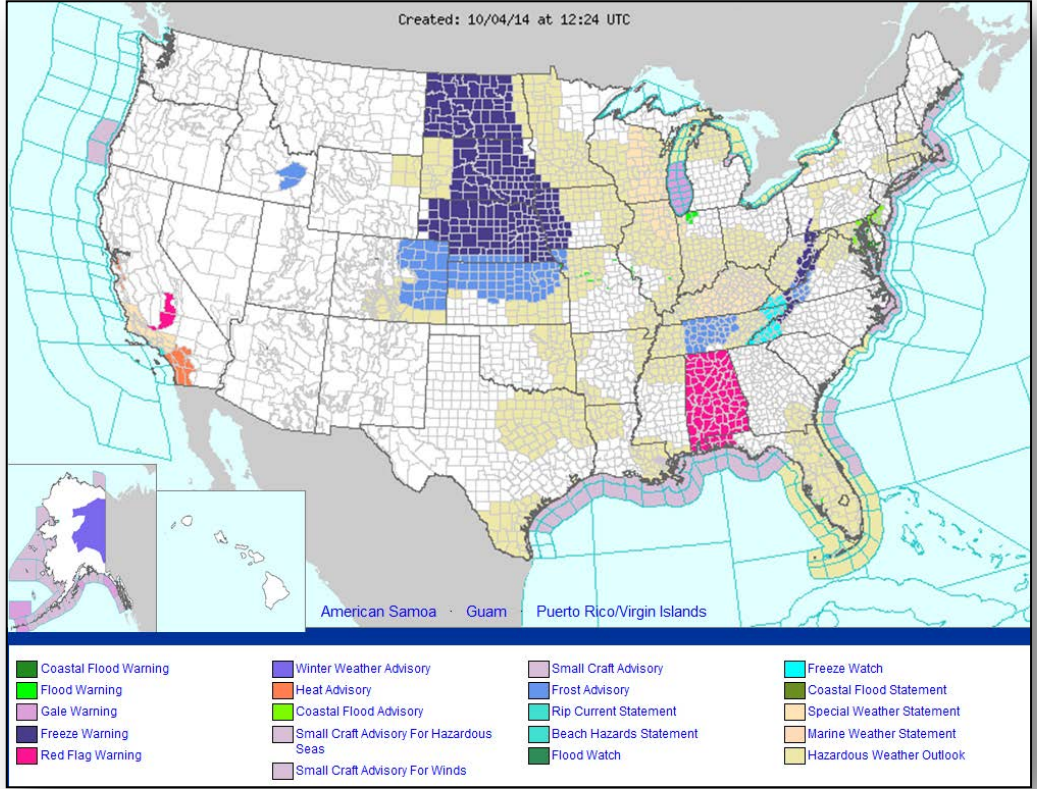 Created: 10/04/14 at 12:24 UTC
American Samoa · Guam · Puerto Rico/Virgin Islands
Coastal Flood Warning
Flood Warning
Gale Warning
Freeze Warning
Red Flag Warning
Winter Weather Advisory
Heat Advisory
Coastal Flood Advisory
Small Craft Advisory For Hazardous
Seas
Small Craft Advisory For Winds
Small Craft Advisory
Frost Advisory
Rip Current Statement
Beach Hazards Statement
Flood Watch
Freeze Watch
Coastal Flood Statement
Special Weather Statement
Marine Weather Statement
Hazardous Weather Outlook